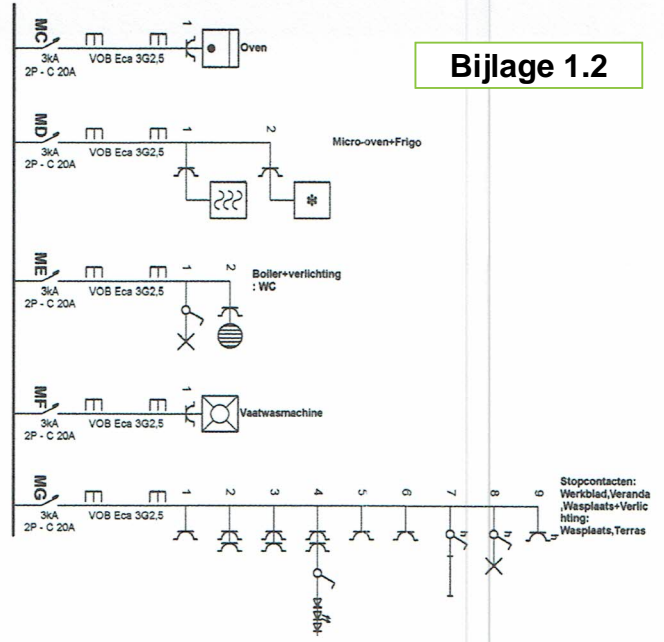 Bijlage 1.2
MC
3kA
2P - C 20A
VOB Eca 3G2,5
1
Oven
MD
3kA
2P - C 20A
VOB Eca 3G2,5
1
2
Micro-oven+Frigo
ME
3kA
2P - C 20A
VOB Eca 3G2,5
1
2
Boiler+verlichting
: WC
MF
3kA
2P - C 20A
VOB Eca 3G2,5
1
Vaatwasmachine
MG
3kA
2P - C 20A
VOB Eca 3G2,5
1
2
3
4
5
6
7
8
9
h
h
h
Stopcontacten:
Werkblad,Veranda
,Wasplaats+Verlic
hting:
Wasplaats,Terras